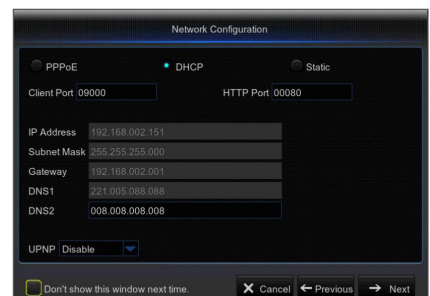 Network Configuration
PPPoE DHCP Static
Client Port 09000 HTTP Port 00080
IP Address 192.168.002.151
Subnet Mask 255.255.255.000
Gateway 192.168.002.001
DNS1 221.005.088.088
DNS2 008.008.008.008
UPNP Disable
Don't show this window next time. Cancel Previous Next